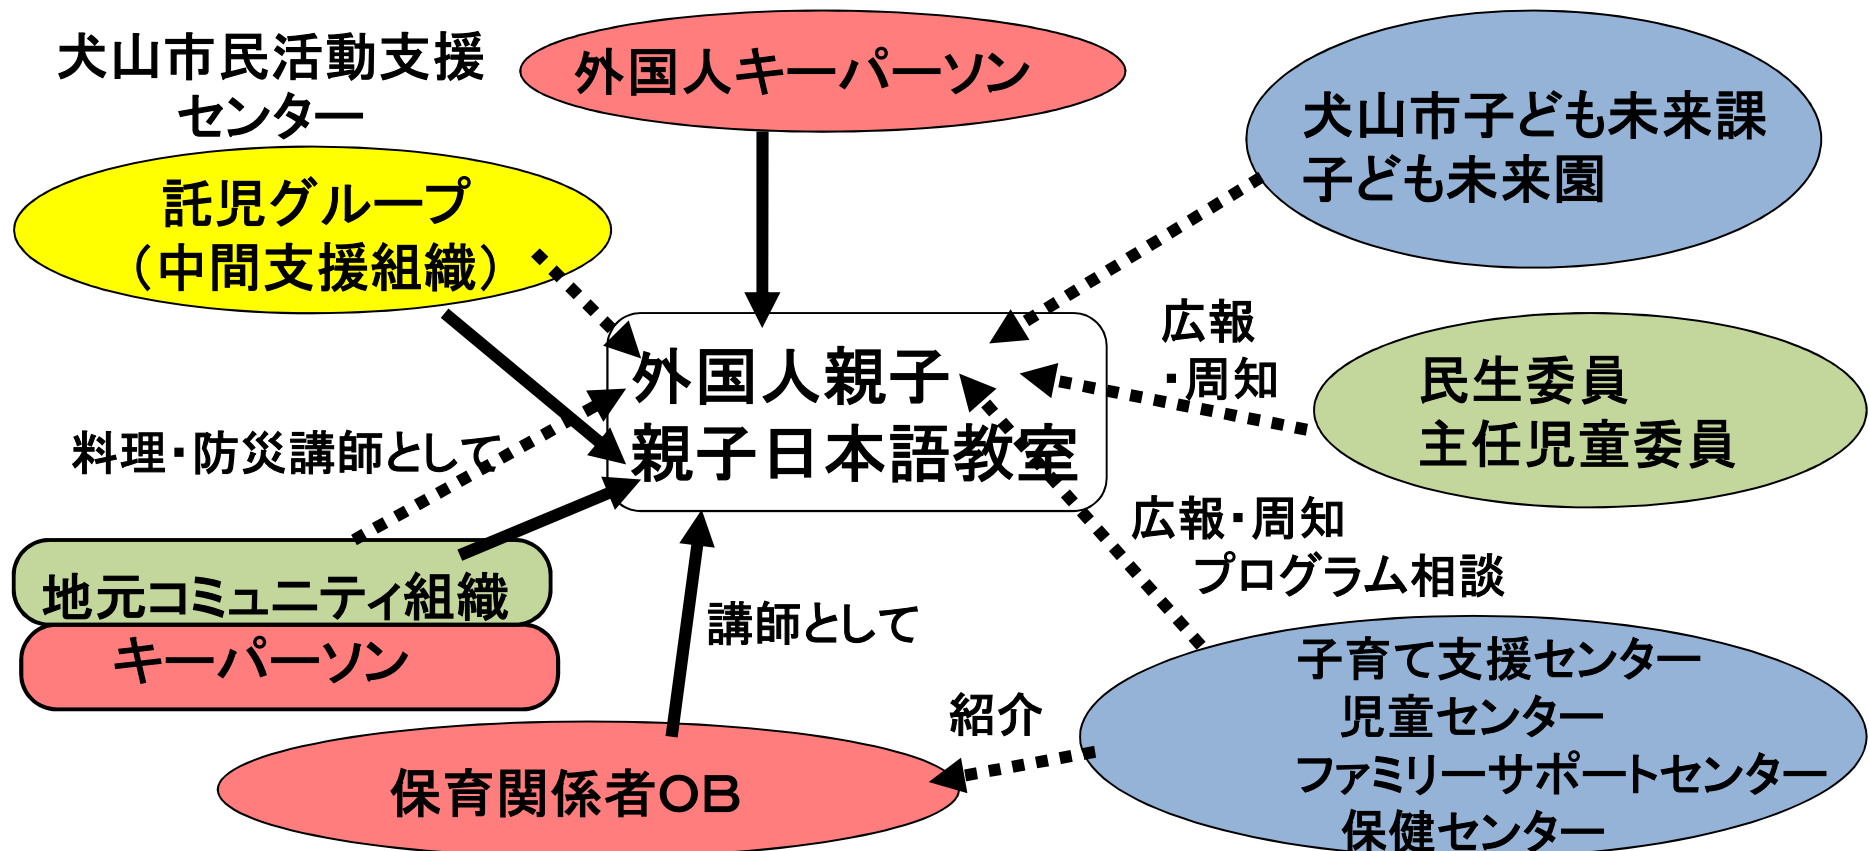 犬山市民活動支援
センター
託児グループ
（中間支援組織）
外国人キーパーソン
犬山市子ども未来課
子ども未来園
広報
・周知
民生委員
主任児童委員
外国人親子
親子日本語教室
料理・防災講師として
地元コミュニティ組織
キーパーソン
講師として
広報・周知
プログラム相談
紹介
保育関係者OB
子育て支援センター
児童センター
ファミリーサポートセンター
保健センター